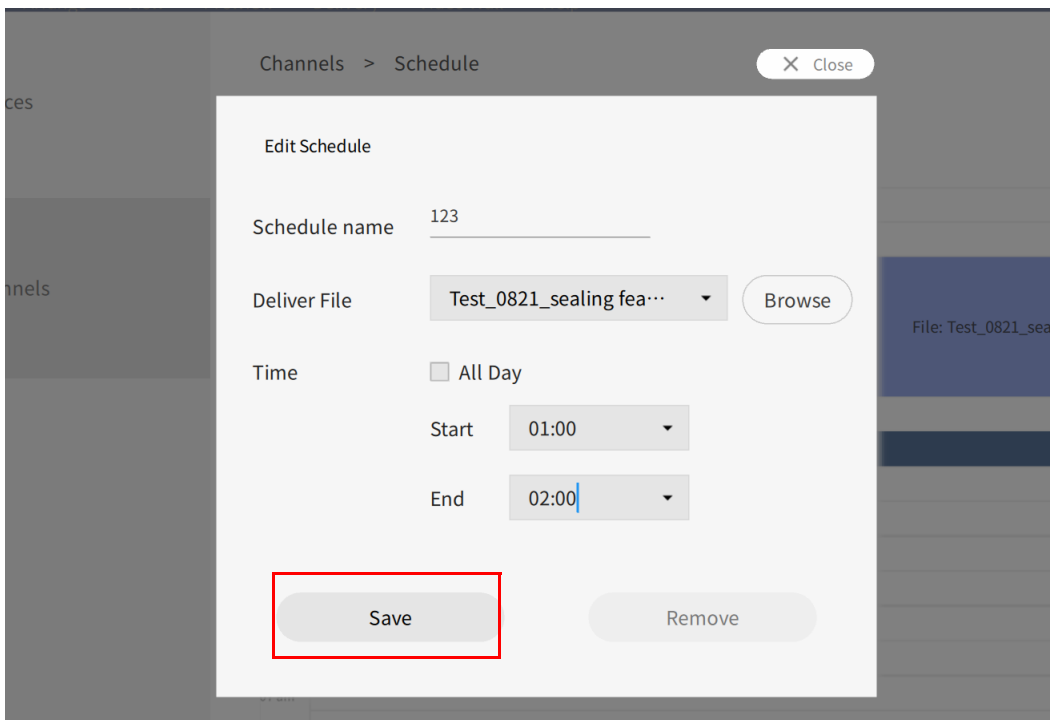 Channels > Schedule
Close
ces
nnels
Edit Schedule
Schedule name
123
Deliver File
Test_0821_sealing fea···
Browse
File: Test_0821_sea
Time
All Day
Start
01:00
End
02:00
Save
Remove